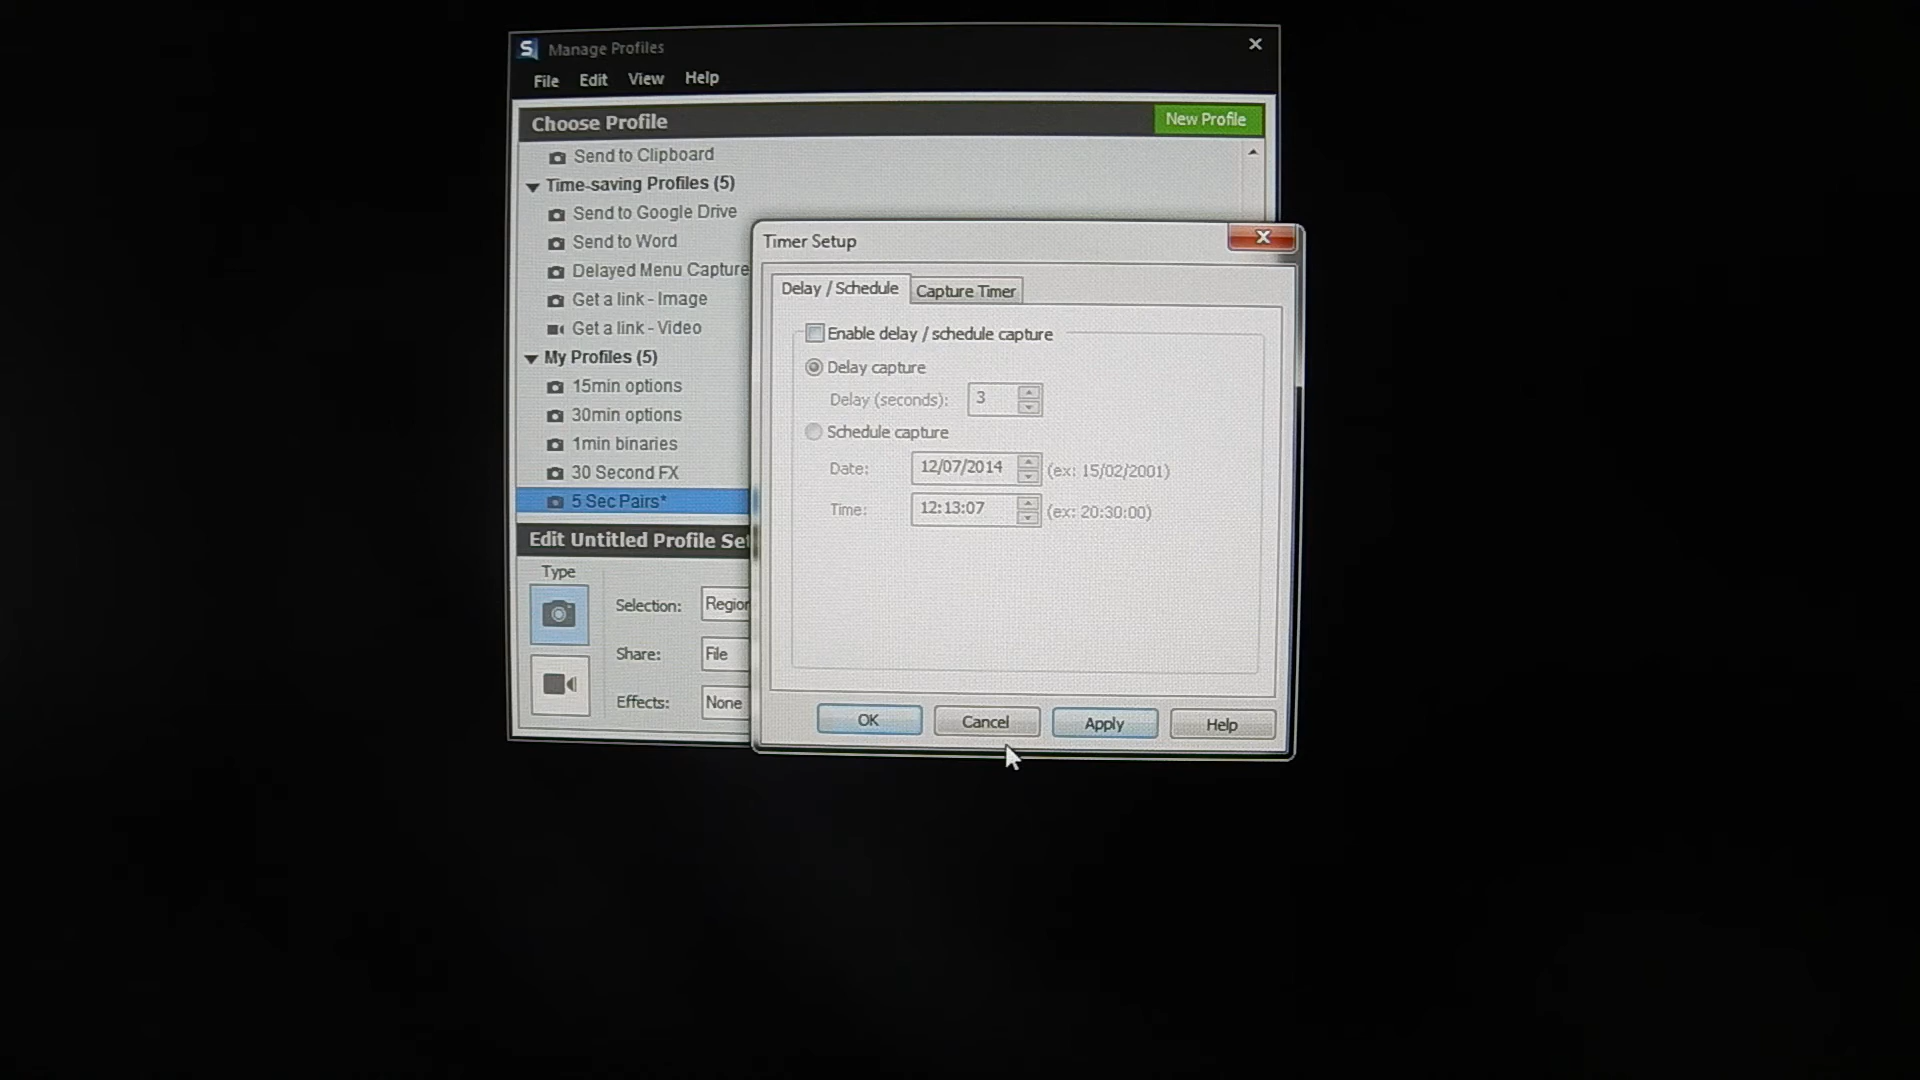 S Manage Profiles
File Edit View Help
Choose Profile
New Profile
Send to Clipboard
Time-saving Profiles (5)
Send to Google Drive
Send to Word
Delayed Menu Capture
Get a link - Image
Get a link - Video
My Profiles (5)
15min options
30min options
1min binaries
30 Second FX
5 Sec Pairs*
Edit Untitled Profile Set
Type
Selection: Region
Share: File
Effects: None
Timer Setup
Delay / Schedule Capture Timer
Enable delay / schedule capture
Delay capture
Delay (seconds): 3
Schedule capture
Date: 12/07/2014 (ex: 15/02/2001)
Time: 12:13:07 (ex: 20:30:00)
OK Cancel Apply Help